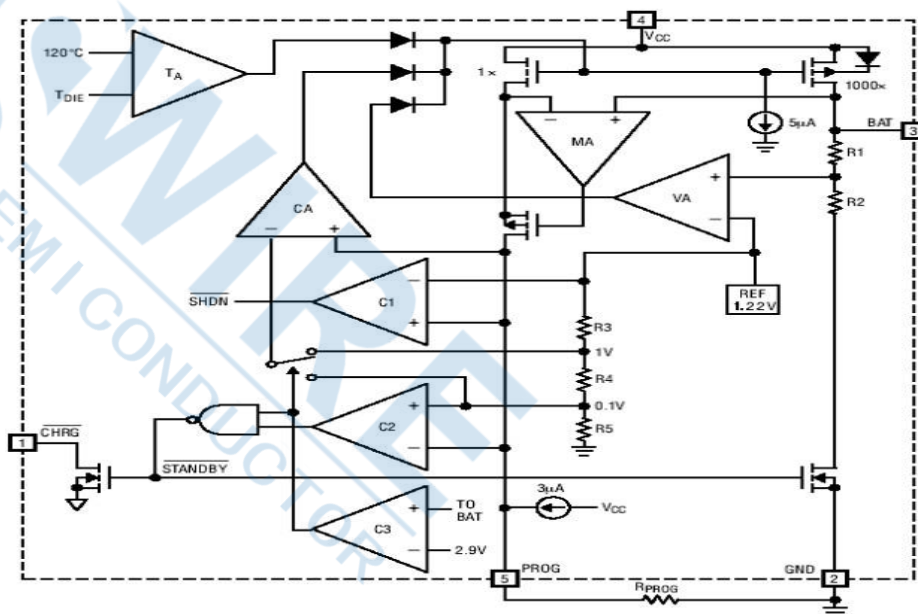 4
VCC
120°C
TA
TDIE
1×
1000×
MA
5μA
BAT
3
R1
R2
CA
VA
REF
1.22V
C1
SHDN
R3
1V
R4
0.1V
R5
CHRG
1
STANDBY
C2
3μA
VCC
C3
TO
BAT
2.9V
5
PROG
RPROG
GND
2
WIRE
SEMICONDUCTOR